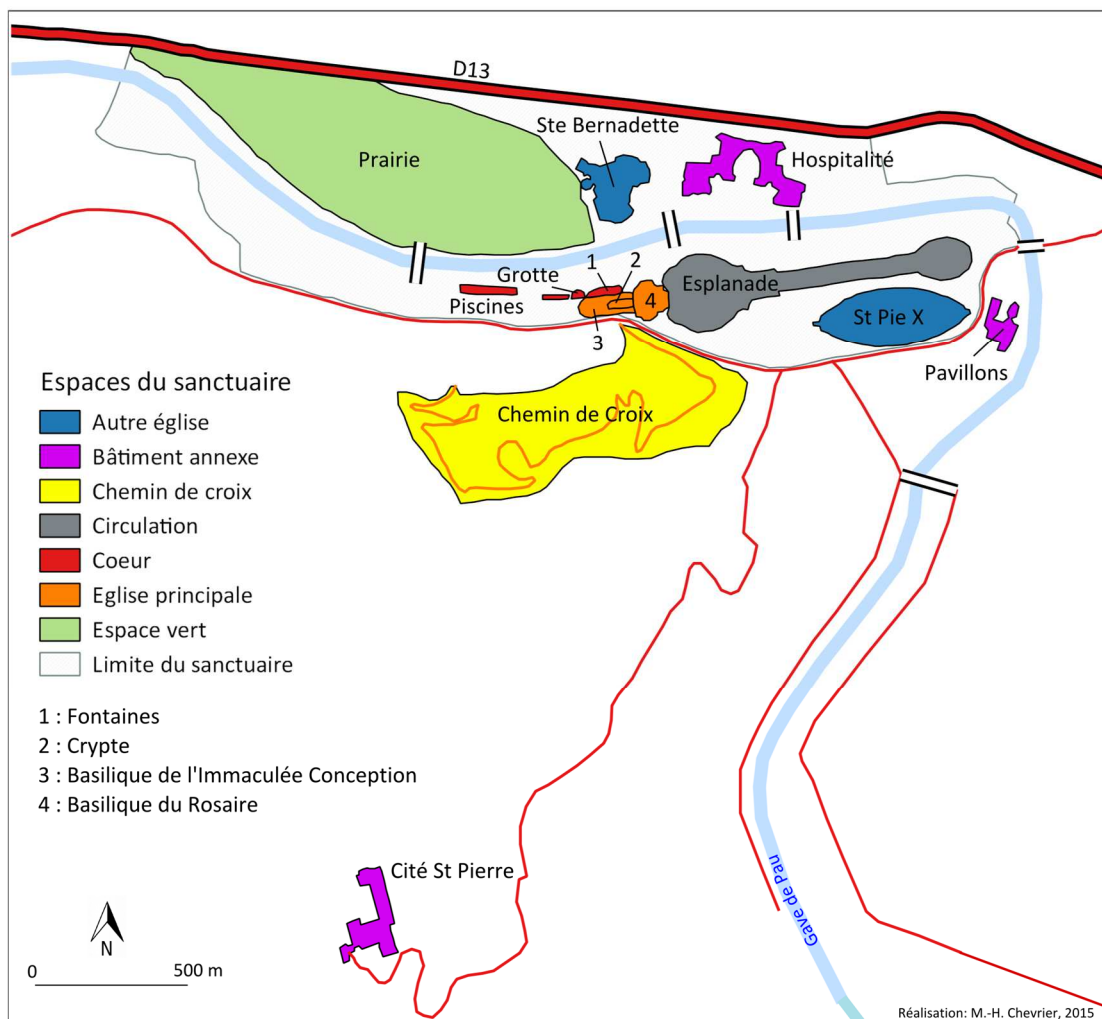 D13
Ste Bernadette
Prairie
Hospitalité
1
2
Grotte
Piscines
4
Esplanade
3
St Pie X
Pavillons
Chemin de Croix
Espaces du sanctuaire
Autre église
Bâtiment annexe
Chemin de croix
Circulation
Coeur
Eglise principale
Espace vert
Limite du sanctuaire
1 : Fontaines
2 : Crypte
3 : Basilique de l'Immaculée Conception
4 : Basilique du Rosaire
Cité St Pierre
Gave de Pau
N
0 500 m
Réalisation: M.-H. Chevrier, 2015